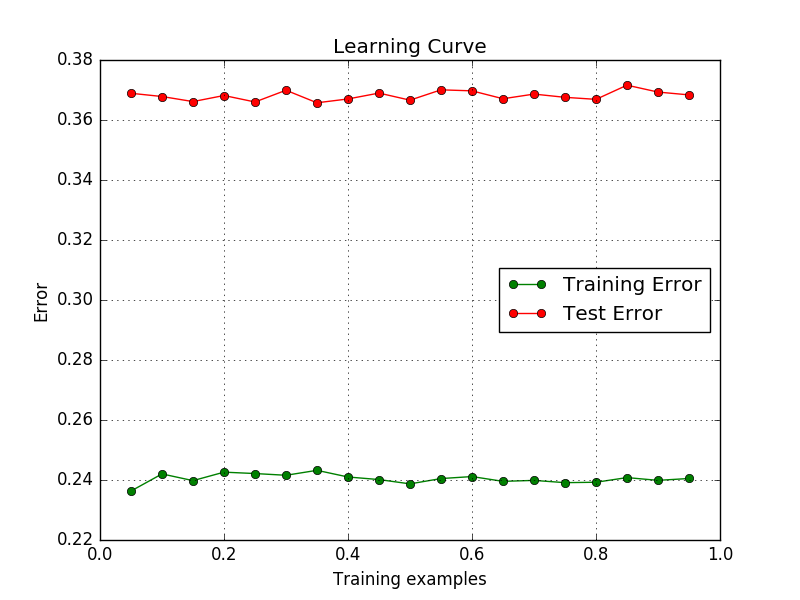 Learning Curve
0.38
0.36
0.34
0.32
0.30
0.28
0.26
0.24
0.22
Error
Training Error
Test Error
0.0 0.2 0.4 0.6 0.8 1.0
Training examples